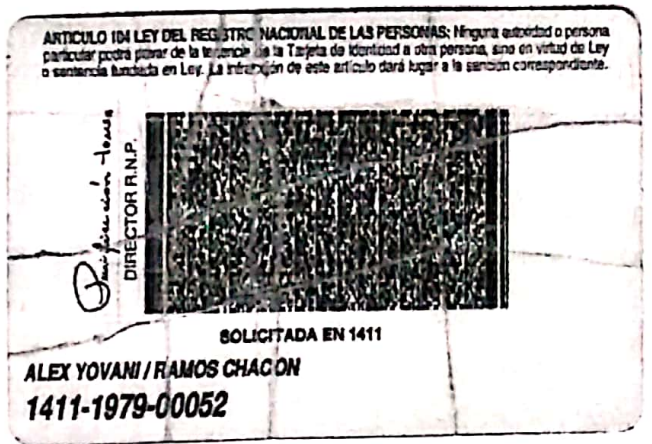 ARTICULO 104 LEY DEL REGISTRO NACIONAL DE LAS PERSONAS: Ninguna autoridad o persona
particular podrá privar de la tenencia de la Tarjeta de Identidad a otra persona, sino en virtud de Ley
o sentencia fundada en Ley. La infracción de este artículo dará lugar a la sanción correspondiente.
DIRECTOR R.N.P.
SOLICITADA EN 1411
ALEX YOVANI / RAMOS CHACON
1411-1979-00052